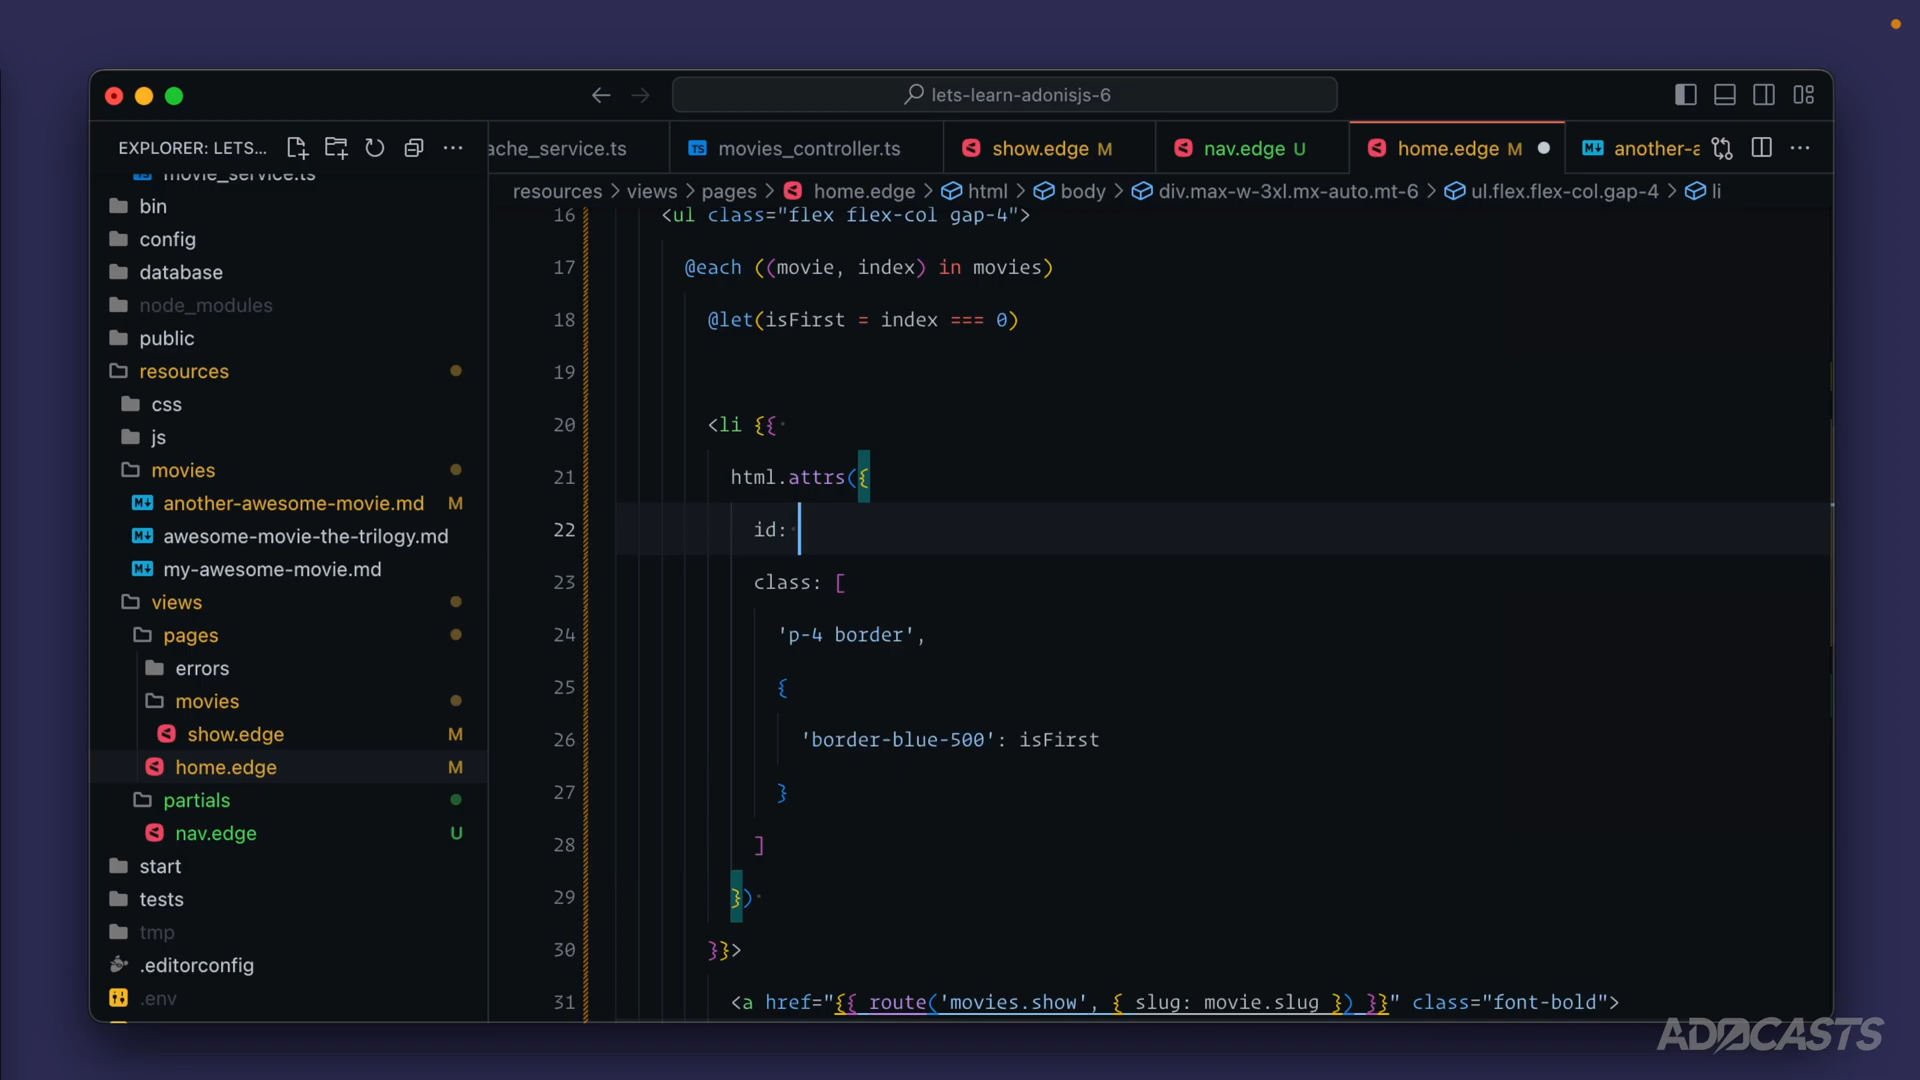 lets-learn-adonisjs-6
EXPLORER: LETS...
ache_service.ts
movies_controller.ts
show.edge M
nav.edge U
home.edge M
another-a
resources > views > pages > home.edge > html > body > div.max-w-3xl.mx-auto.mt-6 > ul.flex.flex-col.gap-4 > li
movie_service.ts
bin
config
database
node_modules
public
resources
css
js
movies
another-awesome-movie.md M
awesome-movie-the-trilogy.md
my-awesome-movie.md
views
pages
errors
movies
show.edge M
home.edge M
partials
nav.edge U
start
tests
tmp
.editorconfig
.env
16 <ul class="flex flex-col gap-4">
17 @each ((movie, index) in movies)
18 @let(isFirst = index === 0)
19
20 <li {{
21 html.attrs({
22 id:
23 class: [
24 'p-4 border',
25 {
26 'border-blue-500': isFirst
27 }
28 ]
29 })
30 }}>
31 <a href="{{ route('movies.show', { slug: movie.slug }) }}" class="font-bold">
ADOCASTS